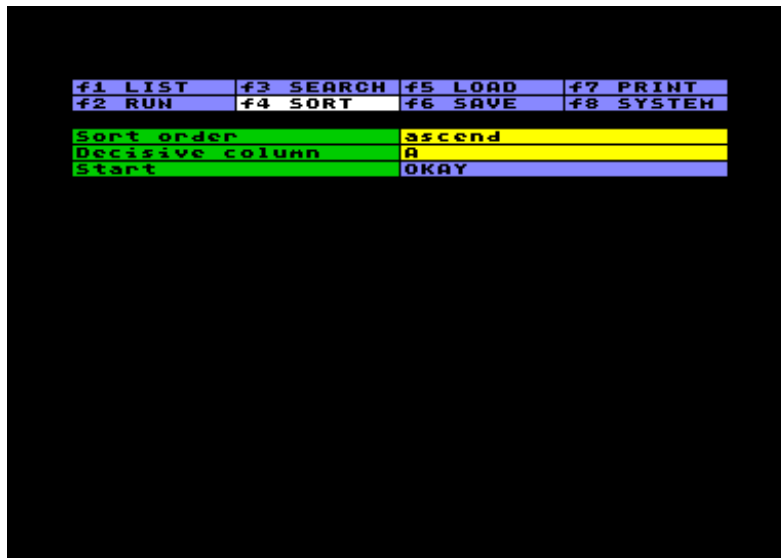 f1 LIST f3 SEARCH f5 LOAD f7 PRINT
f2 RUN f4 SORT f6 SAVE f8 SYSTEM
Sort order ascend
Decisive column A
Start OKAY